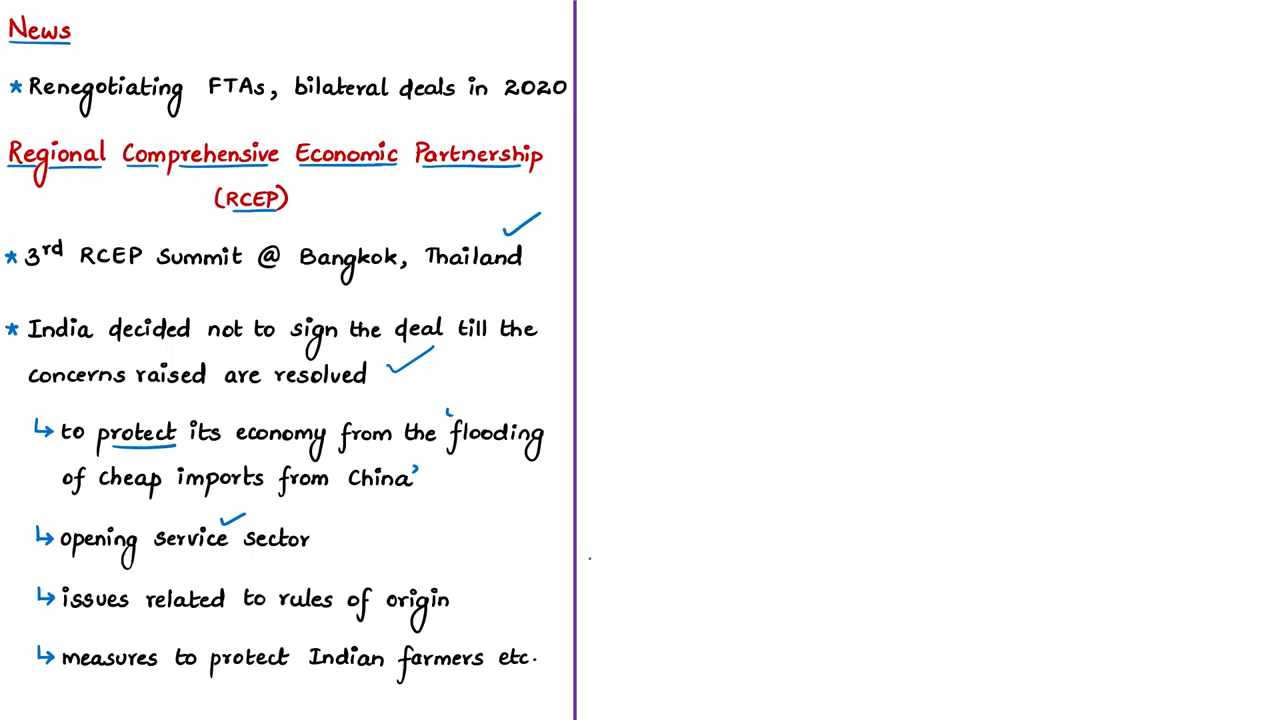 News
* Renegotiating FTAs, bilateral deals in 2020
Regional Comprehensive Economic Partnership
(RCEP)
* 3rd RCEP Summit @ Bangkok, Thailand
* India decided not to sign the deal till the
concerns raised are resolved
↳ to protect its economy from the 'flooding
of cheap imports from China'
↳ opening service sector
↳ issues related to rules of origin
↳ measures to protect Indian farmers etc.